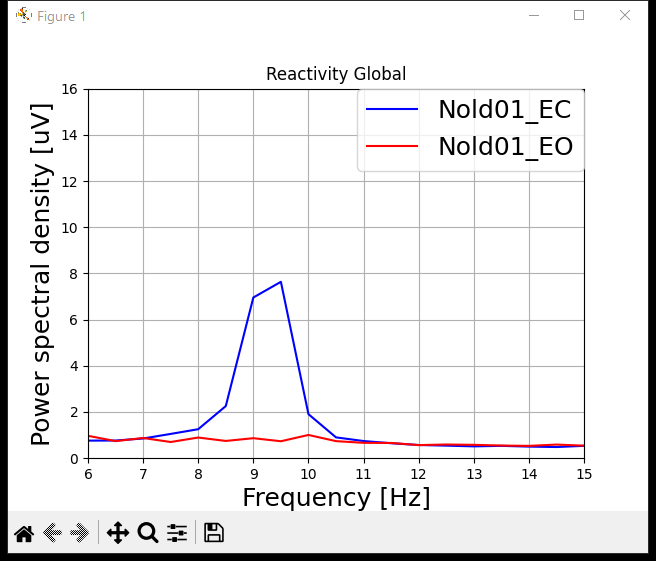 Figure 1
Reactivity Global
Nold01_EC
Nold01_EO
Power spectral density [uV]
16
14
12
10
8
6
4
2
0
6 7 8 9 10 11 12 13 14 15
Frequency [Hz]